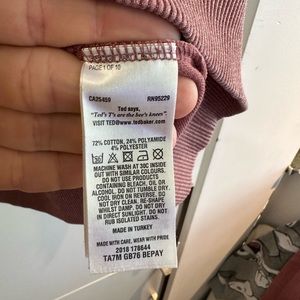 PAGE 1 OF 10
CA25459 RN95229
Ted says,
"Ted's T's are the bee's knees"
VISIT TED@WWW.tedbaker.com
72% COTTON, 24% POLYAMIDE
4% POLYESTER
MACHINE WASH AT 30C INSIDE
OUT WITH SIMILAR COLOURS.
DO NOT USE PRODUCTS
CONTAINING BLEACH, OIL OR
ALCOHOL. DO NOT TUMBLE DRY.
COOL IRON ON REVERSE, DO
NOT DRY CLEAN. RE-SHAPE
WHILST DAMP. DO NOT DRY
IN DIRECT SUNLIGHT. DO NOT
RUB ISOLATED STAINS.
MADE IN TURKEY
MADE WITH CARE, WEAR WITH PRIDE
2018 178644
TA7M GB76 BEPAY